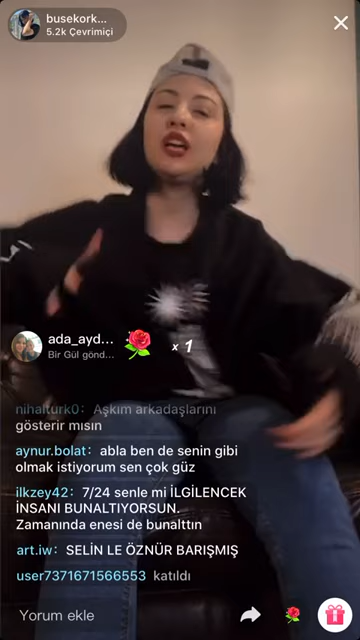 busekork...
5.2k Çevrimiçi
ada_ayd...
Bir Gül gönd...
x 1
nihalturk0: Aşkım arkadaşlarını
gösterir misin
aynur.bolat: abla ben de senin gibi
olmak istiyorum sen çok güz
ilkzey42: 7/24 senle mi İLGİLENCEK
İNSANI BUNALTIYORSUN.
Zamanında enesi de bunalttın
art.iw: SELİN LE ÖZNÜR BARIŞMIŞ
user7371671566553 katıldı
Yorum ekle